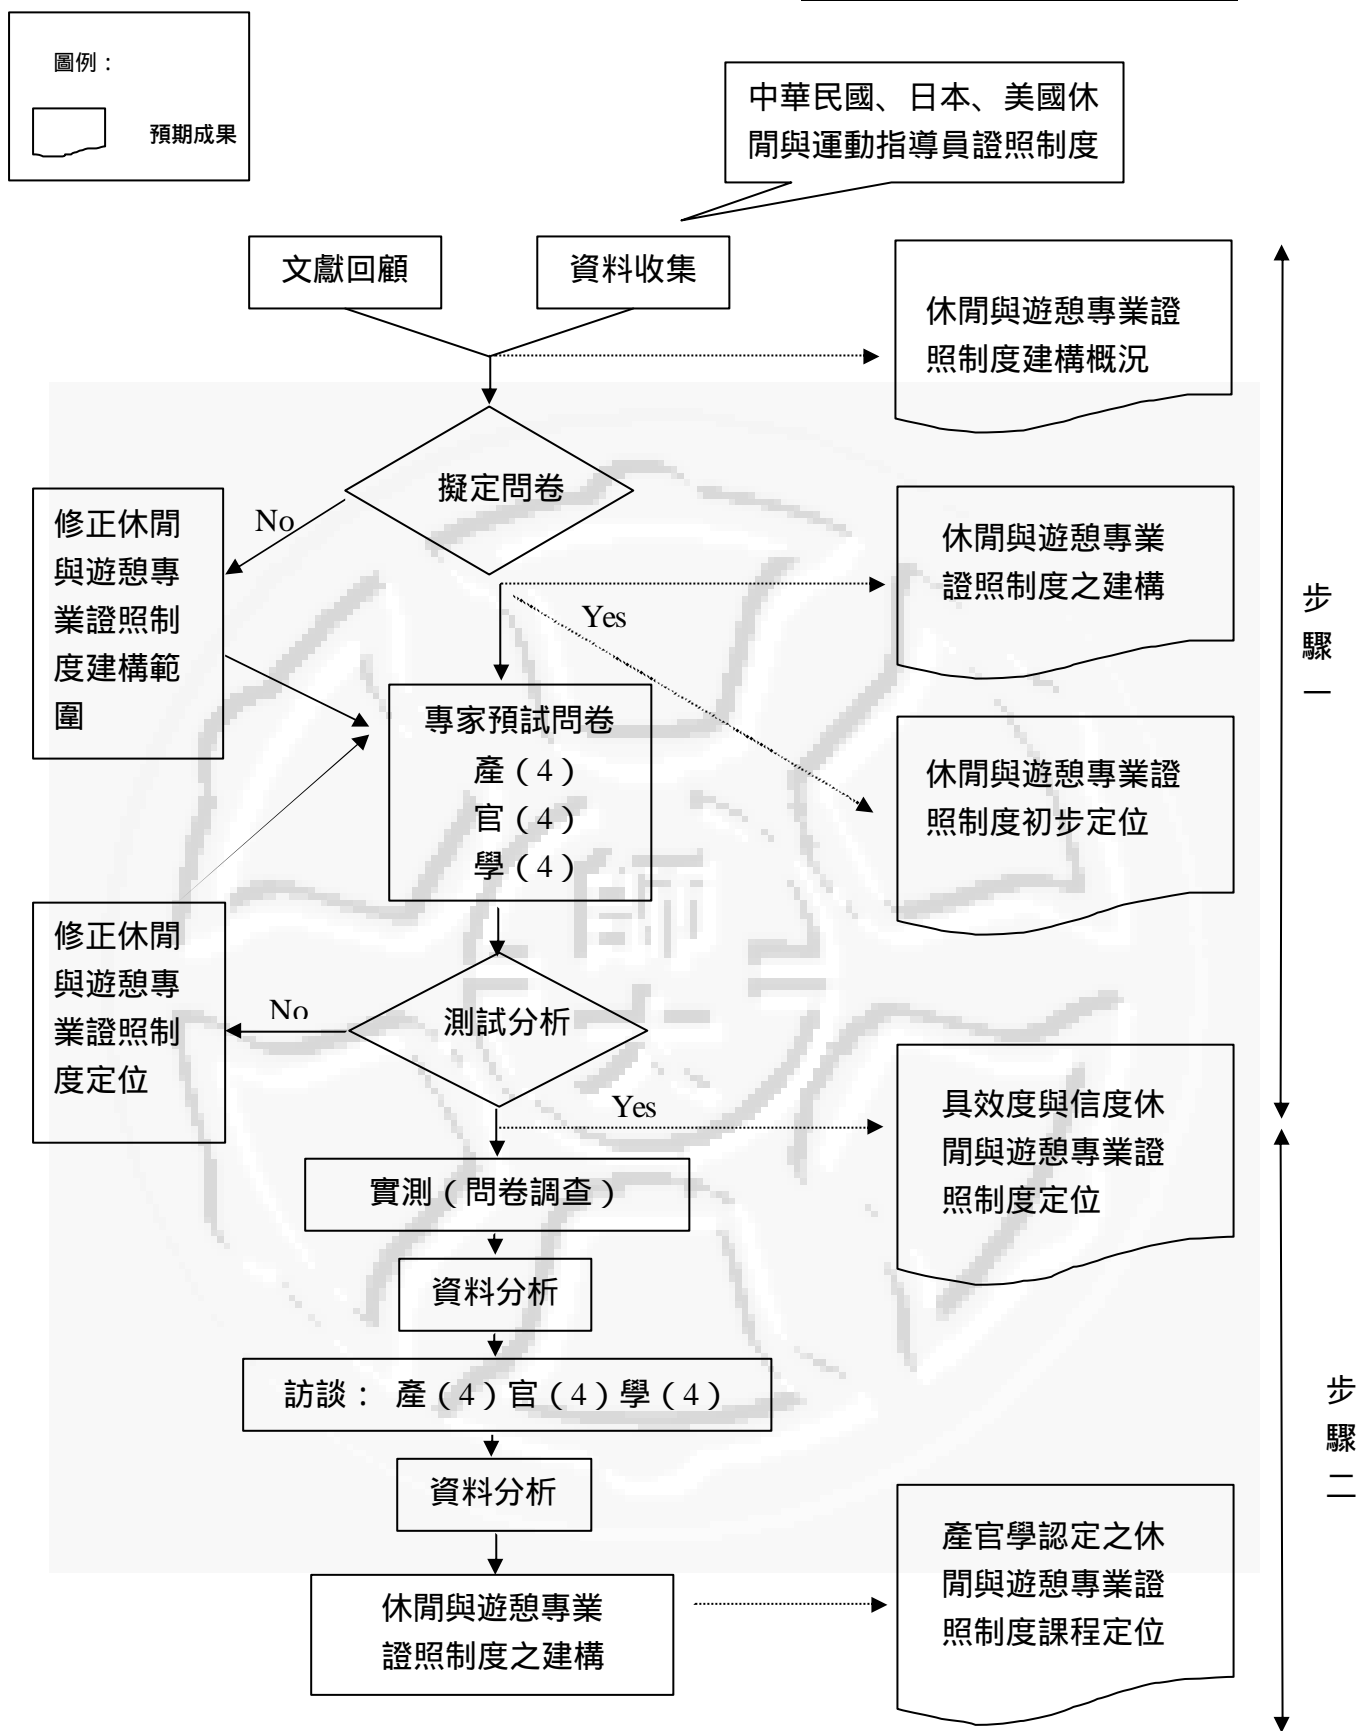 圖例：
預期成果
中華民國、日本、美國休
閒與運動指導員證照制度
文獻回顧
資料收集
休閒與遊憩專業證
照制度建構概況
擬定問卷
No
修正休閒
與遊憩專
業證照制
度建構範
圍
Yes
休閒與遊憩專業
證照制度之建構
步
驟
一
專家預試問卷
產（4）
官（4）
學（4）
休閒與遊憩專業證
照制度初步定位
修正休閒
與遊憩專
業證照制
度定位
No
測試分析
Yes
具效度與信度休
閒與遊憩專業證
照制度定位
實測（問卷調查）
資料分析
訪談： 產（4）官（4）學（4）
步
驟
二
資料分析
休閒與遊憩專業
證照制度之建構
產官學認定之休
閒與遊憩專業證
照制度課程定位
師
大